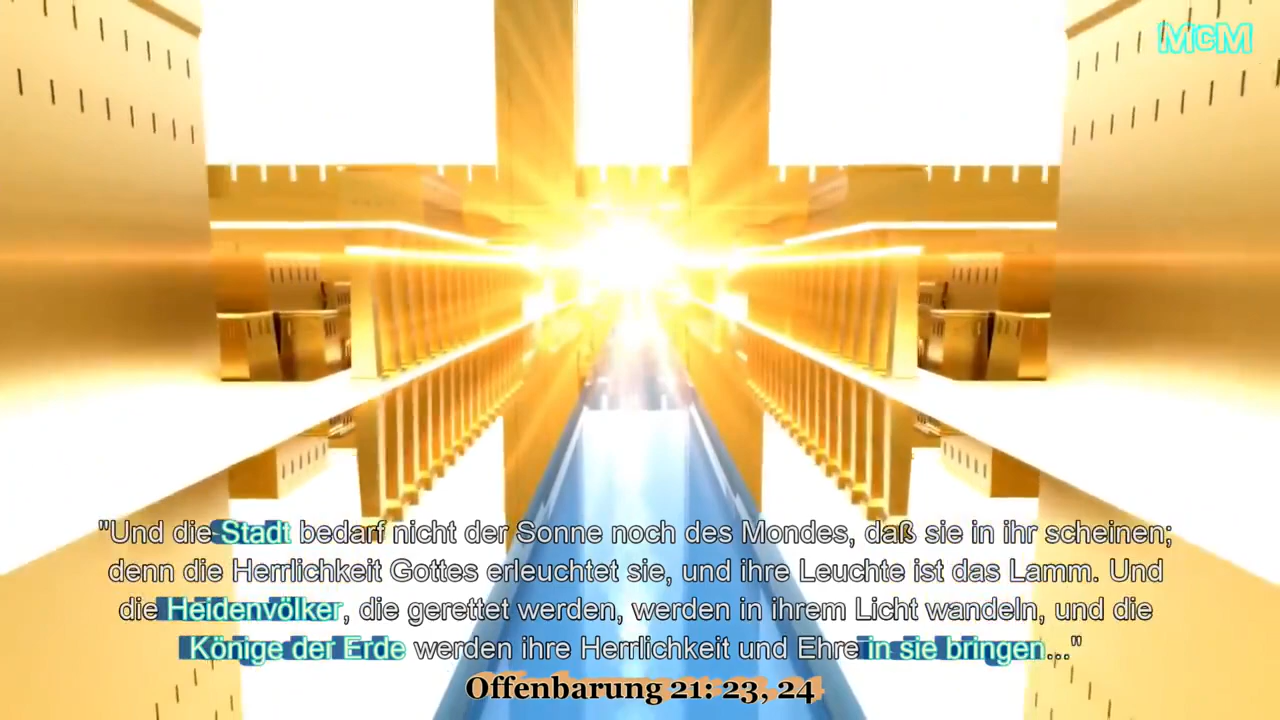 McM
"Und die Stadt bedarf nicht der Sonne noch des Mondes, daß sie in ihr scheinen;
denn die Herrlichkeit Gottes erleuchtet sie, und ihre Leuchte ist das Lamm. Und
die Heidenvölker, die gerettet werden, werden in ihrem Licht wandeln, und die
Könige der Erde werden ihre Herrlichkeit und Ehre in sie bringen..."
Offenbarung 21: 23, 24